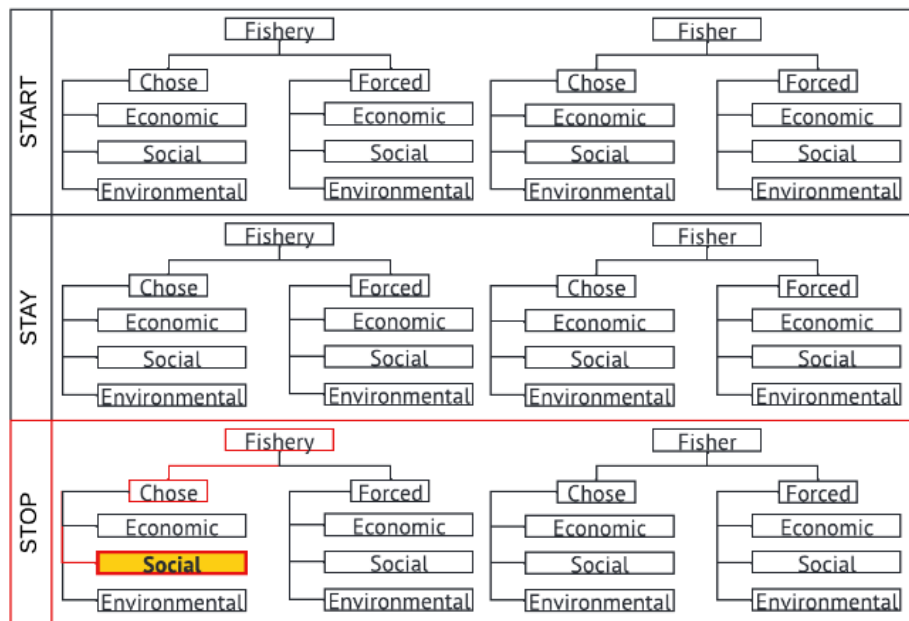 START
Fishery Fisher
Chose Forced Chose Forced
Economic Economic Economic Economic
Social Social Social Social
Environmental Environmental Environmental Environmental
STAY
Fishery Fisher
Chose Forced Chose Forced
Economic Economic Economic Economic
Social Social Social Social
Environmental Environmental Environmental Environmental
STOP
Fishery Fisher
Chose Forced Chose Forced
Economic Economic Economic Economic
Social Social Social Social
Environmental Environmental Environmental Environmental